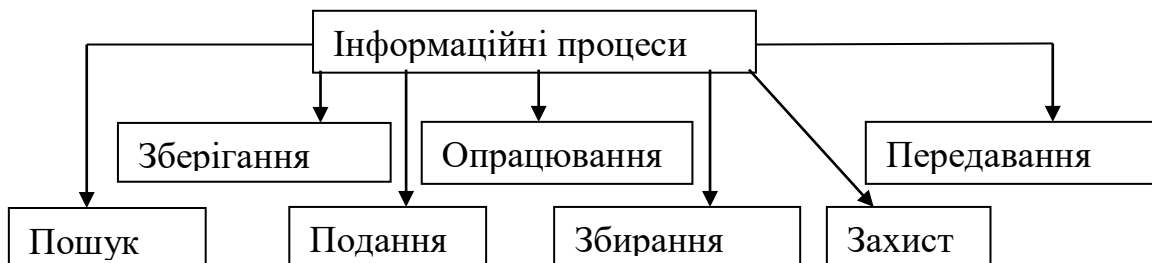 Інформаційні процеси
Зберігання
Опрацювання
Передавання
Пошук
Подання
Збирання
Захист